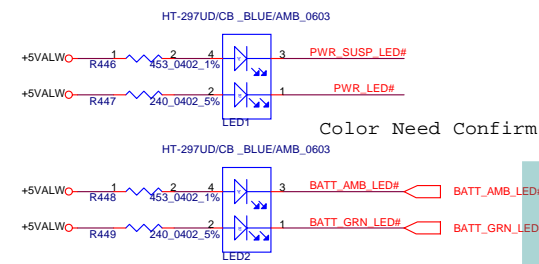 HT-297UD/CB _BLUE/AMB_0603
+5VALW 1 2 4 3 PWR_SUSP_LED#
R446 453_0402_1%
+5VALW 2 1 PWR_LED#
R447 240_0402_5%
LED1
Color Need Confirm
HT-297UD/CB _BLUE/AMB_0603
+5VALW 1 2 4 3 BATT_AMB_LED# BATT_AMB_LED#
R448 453_0402_1%
+5VALW 2 1 BATT_GRN_LED# BATT_GRN_LED
R449 240_0402_5%
LED2